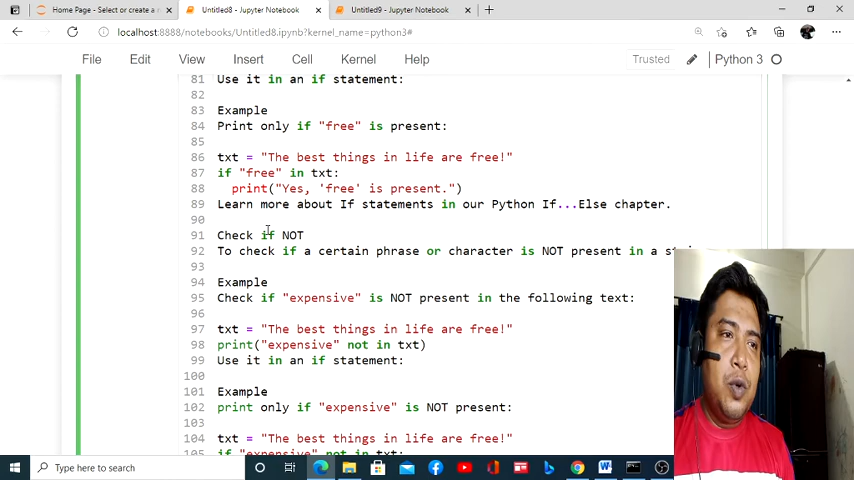 Home Page - Select or create a n
Untitled8 - Jupyter Notebook
Untitled9 - Jupyter Notebook
localhost:8888/notebooks/Untitled8.ipynb?kernel_name=python3#
File Edit View Insert Cell Kernel Help Trusted Python 3
81 Use it in an if statement:
82
83 Example
84 Print only if "free" is present:
85
86 txt = "The best things in life are free!"
87 if "free" in txt:
88 print("Yes, 'free' is present.")
89 Learn more about If statements in our Python If...Else chapter.
90
91 Check if NOT
92 To check if a certain phrase or character is NOT present in a
93
94 Example
95 Check if "expensive" is NOT present in the following text:
96
97 txt = "The best things in life are free!"
98 print("expensive" not in txt)
99 Use it in an if statement:
100
101 Example
102 print only if "expensive" is NOT present:
103
104 txt = "The best things in life are free!"
105 if "expensive" not in txt:
Type here to search